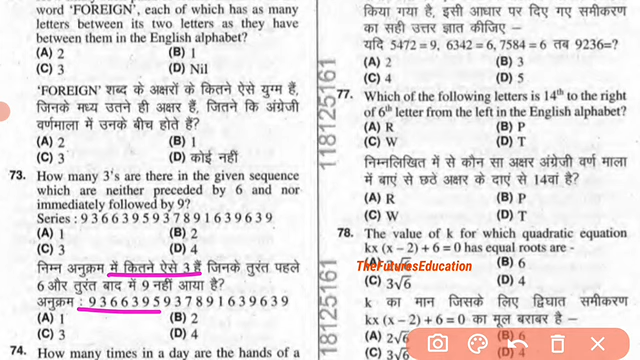 word 'FOREIGN', each of which has as many
letters between its two letters as they have
between them in the English alphabet?
(A) 2 (B) 1
(C) 3 (D) Nil
'FOREIGN' शब्द के अक्षरों के कितने ऐसे युग्म हैं,
जिनके मध्य उतने ही अक्षर हैं, जितने कि अंग्रेजी
वर्णमाला में उनके बीच होते हैं?
(A) 2 (B) 1
(C) 3 (D) कोई नहीं
73. How many 3's are there in the given sequence
which are neither preceded by 6 and nor
immediately followed by 9?
Series : 9 3 6 6 3 9 5 9 3 7 8 9 1 6 3 9 6 3 9
(A) 1 (B) 2
(C) 3 (D) 4
निम्न अनुक्रम में कितने ऐसे 3 हैं जिनके तुरंत पहले
6 और तुरंत बाद में 9 नहीं आया है?
अनुक्रम : 9 3 6 6 3 9 5 9 3 7 8 9 1 6 3 9 6 3 9
(A) 1 (B) 2
(C) 3 (D) 4
74. How many times in a day are the hands of a
118125161
118125161
किया गया है, इसी आधार पर दिए गए समीकरण
का सही उत्तर ज्ञात कीजिए –
यदि 5472 = 9, 6342 = 6, 7584 = 6 तब 9236=?
(A) 2 (B) 3
(C) 4 (D) 5
77. Which of the following letters is 14th to the right
of 6th letter from the left in the English alphabet?
(A) R (B) P
(C) W (D) T
निम्नलिखित में से कौन सा अक्षर अंग्रेजी वर्ण माला
में बाएं से छठें अक्षर के दाएं से 14वां है?
(A) R (B) P
(C) W (D) T
78. The value of k for which quadratic equation
kx (x – 2) + 6 = 0 has equal roots are -
(A) 2√6 (B) 6
TheFuturesEducation
(C) 3√6 (D) 4
k का मान जिसके लिए द्विघात समीकरण
kx (x – 2) + 6 = 0 का मूल बराबर है –
(A) 2√6 (B) 6
(C) 3√6 (D) 4